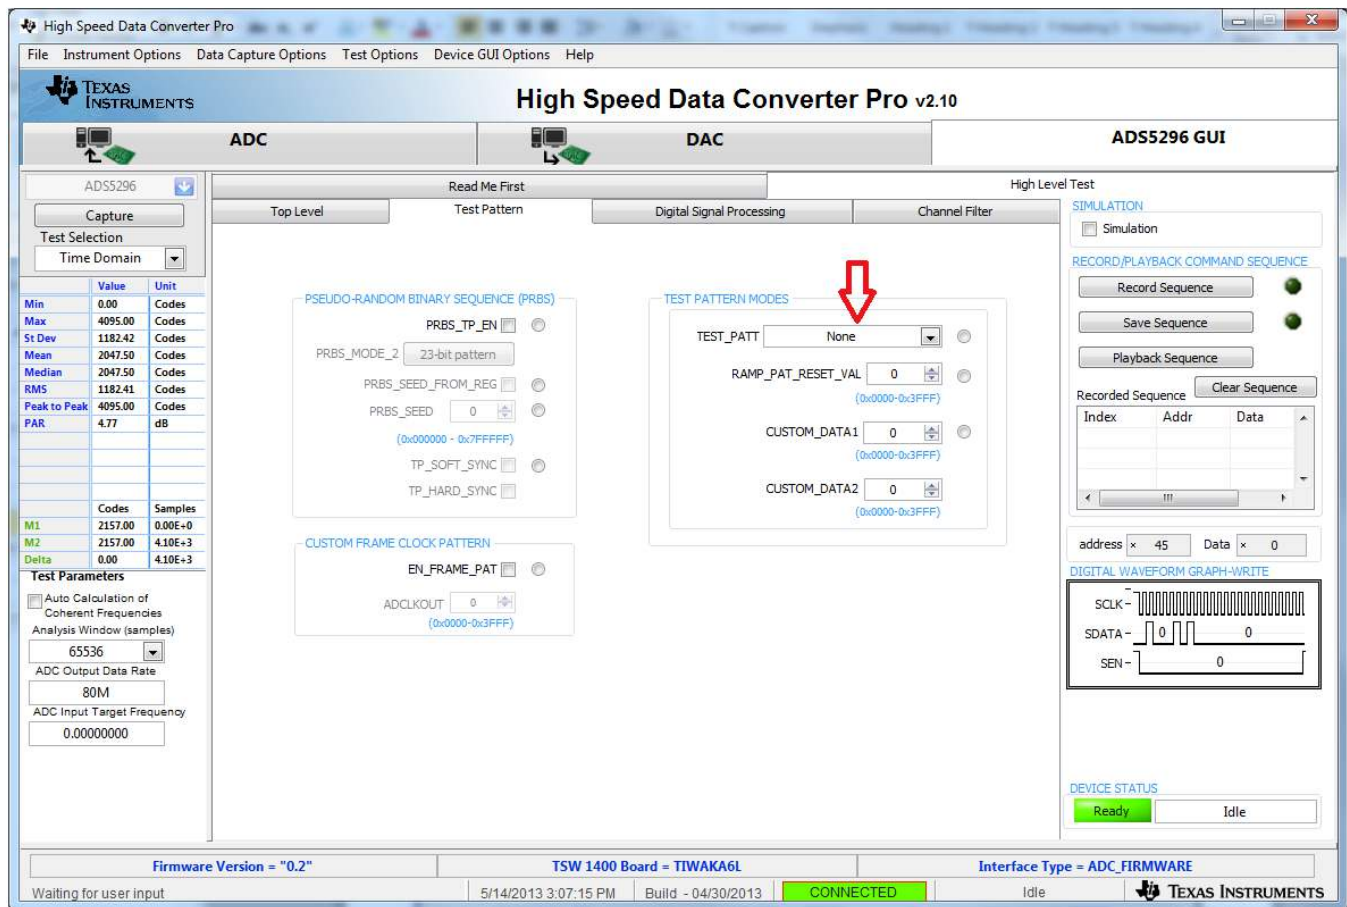 High Speed Data Converter Pro
File Instrument Options Data Capture Options Test Options Device GUI Options Help
TEXAS INSTRUMENTS
High Speed Data Converter Pro v2.10
ADC DAC ADS5296 GUI
ADS5296
Capture
Test Selection
Time Domain
Value Unit
Min 0.00 Codes
Max 4095.00 Codes
St Dev 1182.42 Codes
Mean 2047.50 Codes
Median 2047.50 Codes
RMS 1182.41 Codes
Peak to Peak 4095.00 Codes
PAR 4.77 dB
Codes Samples
M1 2157.00 0.00E+0
M2 2157.00 4.10E+3
Delta 0.00 4.10E+3
Test Parameters
Auto Calculation of
Coherent Frequencies
Analysis Window (samples)
65536
ADC Output Data Rate
80M
ADC Input Target Frequency
0.00000000
Read Me First High Level Test
Top Level Test Pattern Digital Signal Processing Channel Filter
PSEUDO-RANDOM BINARY SEQUENCE (PRBS)
PRBS_TP_EN
PRBS_MODE_2 23-bit pattern
PRBS_SEED_FROM_REG
PRBS_SEED 0
(0x000000 - 0x7FFFFF)
TP_SOFT_SYNC
TP_HARD_SYNC
CUSTOM FRAME CLOCK PATTERN
EN_FRAME_PAT
ADCLKOUT 0
(0x0000-0x3FFF)
TEST PATTERN MODES
TEST_PATT None
RAMP_PAT_RESET_VAL 0
(0x0000-0x3FFF)
CUSTOM_DATA1 0
(0x0000-0x3FFF)
CUSTOM_DATA2 0
(0x0000-0x3FFF)
SIMULATION
Simulation
RECORD/PLAYBACK COMMAND SEQUENCE
Record Sequence
Save Sequence
Playback Sequence
Recorded Sequence Clear Sequence
Index Addr Data
address × 45 Data × 0
DIGITAL WAVEFORM GRAPH-WRITE
SCLK
SDATA 0 0
SEN 0
DEVICE STATUS
Ready Idle
Firmware Version = "0.2" TSW 1400 Board = TIWAKA6L Interface Type = ADC_FIRMWARE
Waiting for user input 5/14/2013 3:07:15 PM Build - 04/30/2013 CONNECTED Idle TEXAS INSTRUMENTS